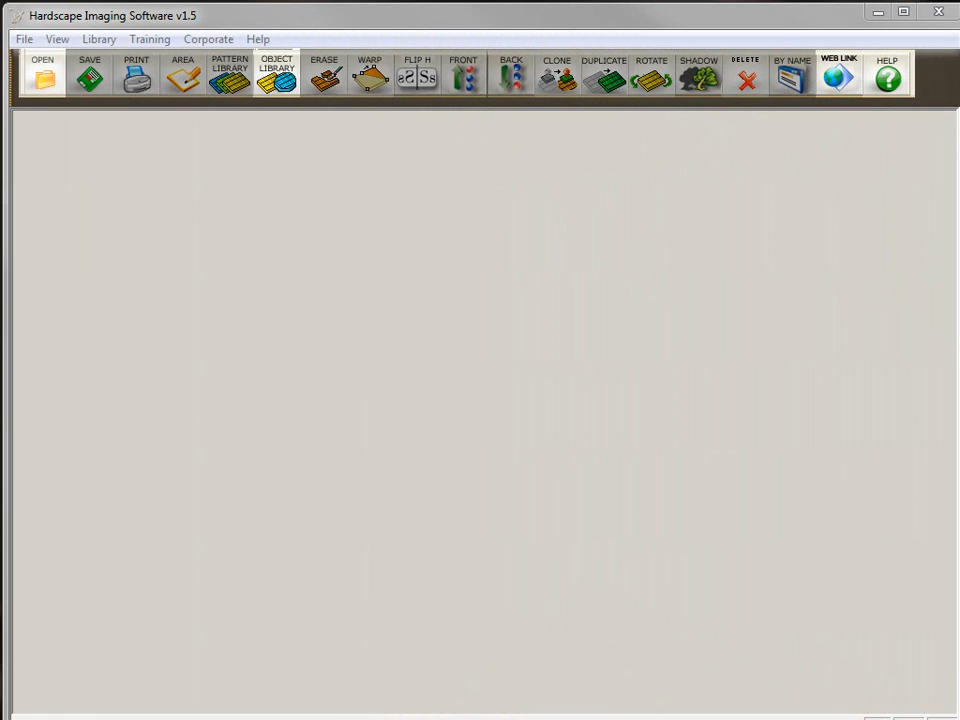 Hardscape Imaging Software v1.5
File View Library Training Corporate Help
OPEN SAVE PRINT AREA PATTERN LIBRARY OBJECT LIBRARY ERASE WARP FLIP H FRONT BACK CLONE DUPLICATE ROTATE SHADOW DELETE BY NAME WEB LINK HELP